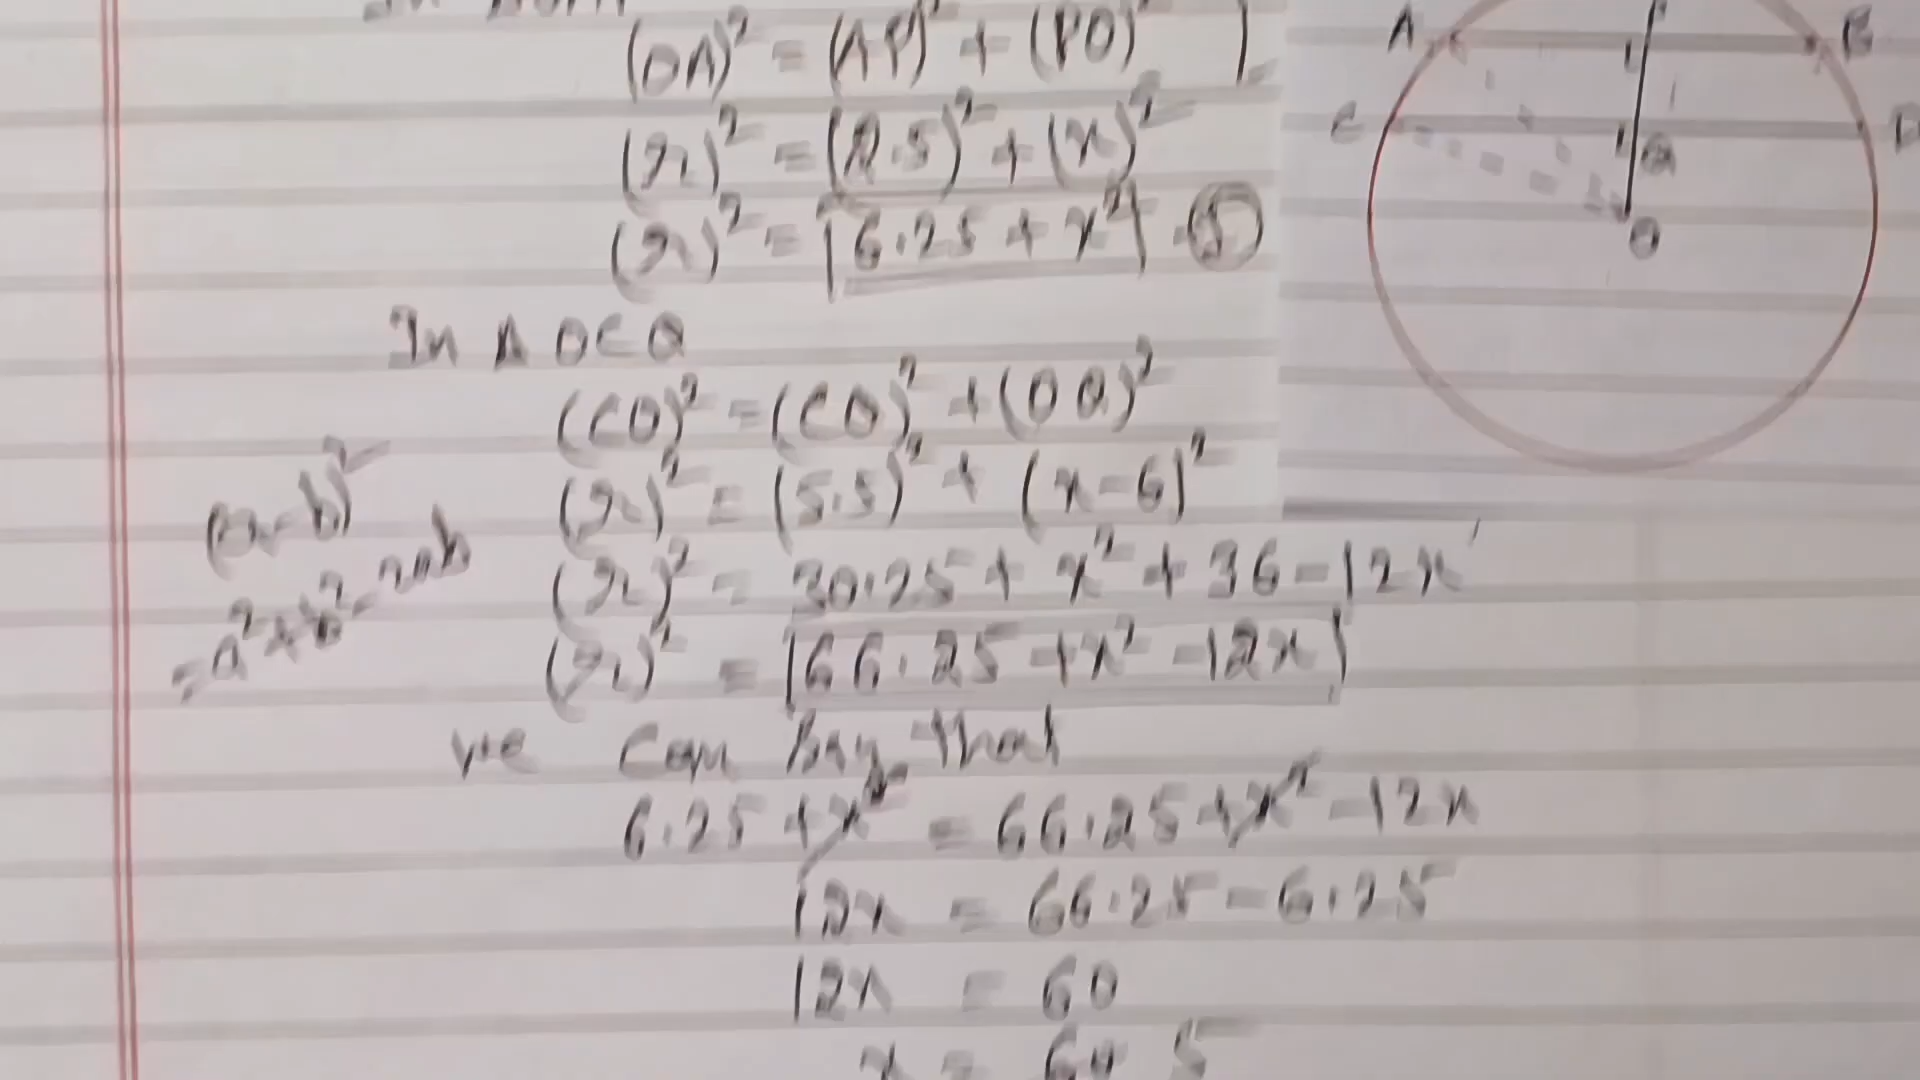 (OA)² = (AP)² + (PO)²
(r)² = (2.5)² + (x)²
(r)² = 6.25 + x²
In Δ OCQ
(CO)² = (CQ)² + (OQ)²
(r)² = (5.5)² + (x-6)²
(r)² = 30.25 + x² + 36 - 12x
(r)² = 66.25 + x² - 12x
(a-b)²
= a² + b² - 2ab
we can say that
6.25 + x² = 66.25 + x² - 12x
12x = 66.25 - 6.25
12x = 60
x = 60 5
A B
C D
Q
O